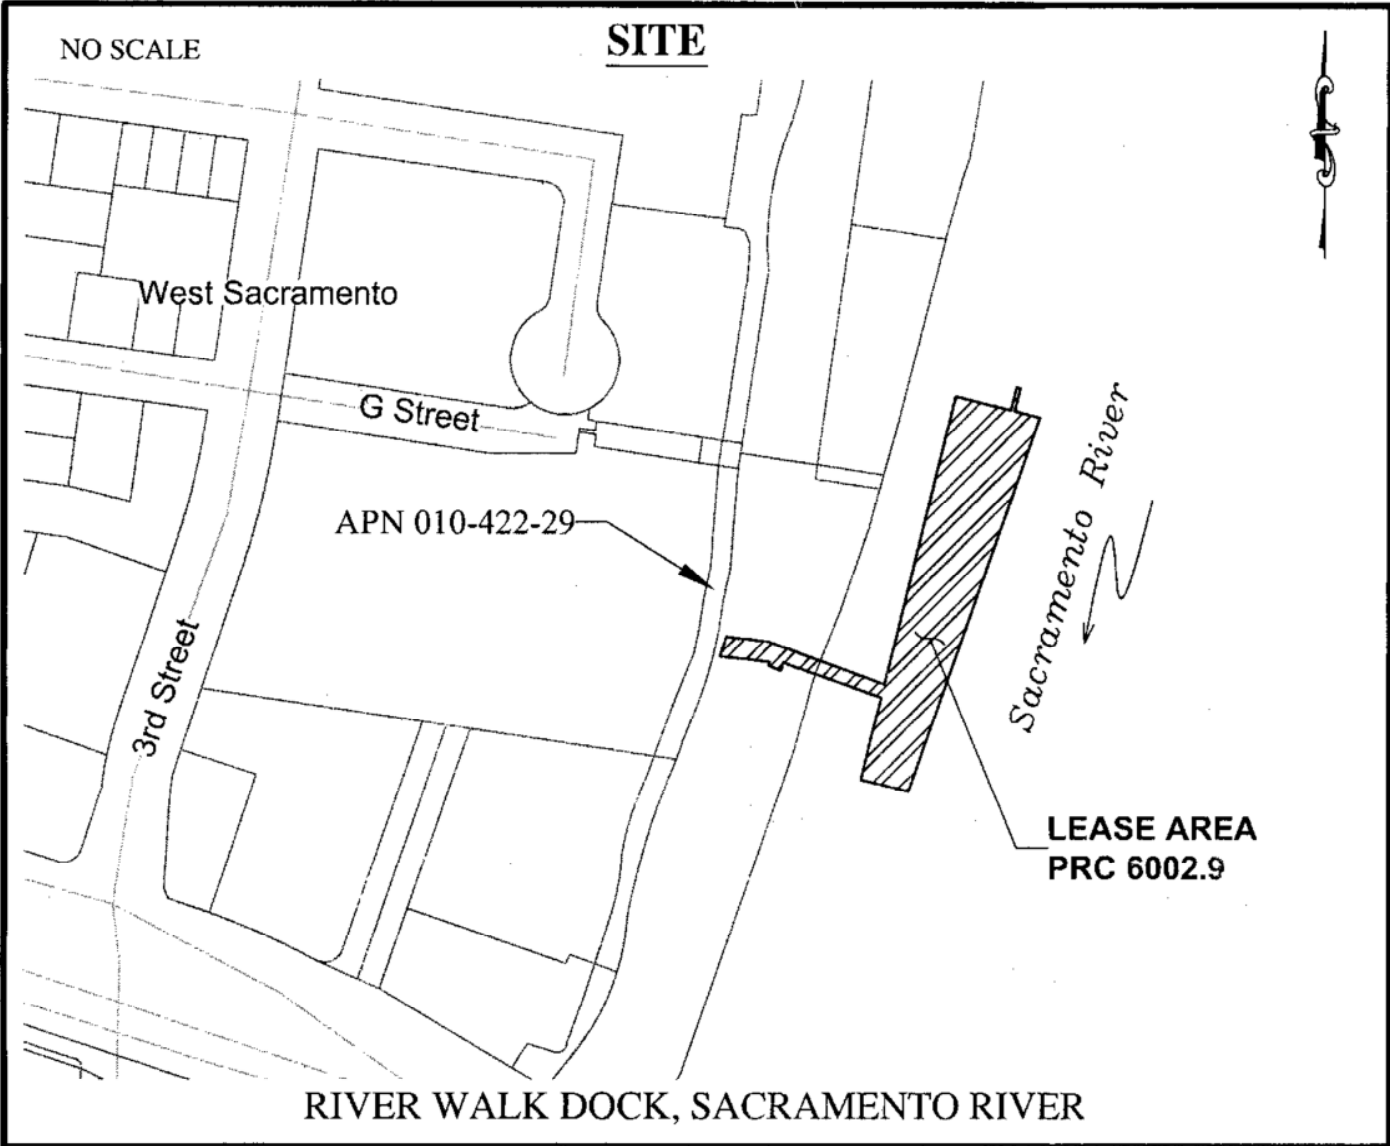 NO SCALE
SITE
West Sacramento
G Street
APN 010-422-29
3rd Street
Sacramento River
LEASE AREA
PRC 6002.9
RIVER WALK DOCK, SACRAMENTO RIVER